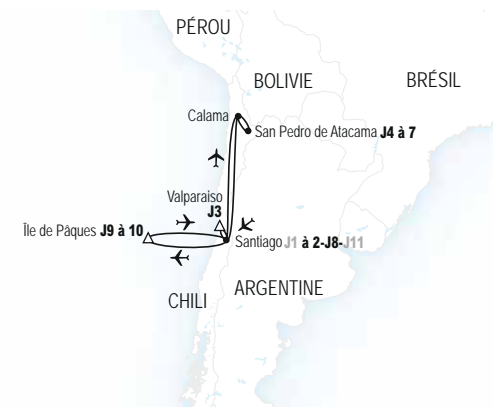 PÉROU
BOLIVIE
BRÉSIL
Calama
San Pedro de Atacama J4 à 7
Valparaiso
J3
Île de Pâques J9 à 10
Santiago J1 à 2-J8-J11
CHILI
ARGENTINE